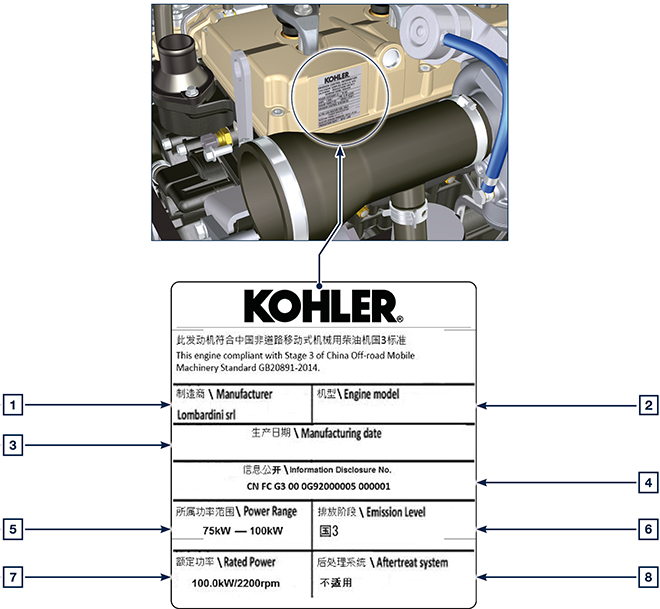 KOHLER
KOHLER®
此发动机符合中国非道路移动式机械用柴油机国3标准
This engine compliant with Stage 3 of China Off-road Mobile
Machinery Standard GB20891-2014.
制造商 \ Manufacturer
Lombardini srl
机型 \ Engine model
1
2
生产日期 \ Manufacturing date
3
信息公开 \ Information Disclosure No.
CN FC G3 00 0G92000005 000001
4
所属功率范围 \ Power Range
75kW — 100kW
排放阶段 \ Emission Level
国3
5
6
额定功率 \ Rated Power
100.0kW/2200rpm
后处理系统 \ Aftertreat system
不适用
7
8